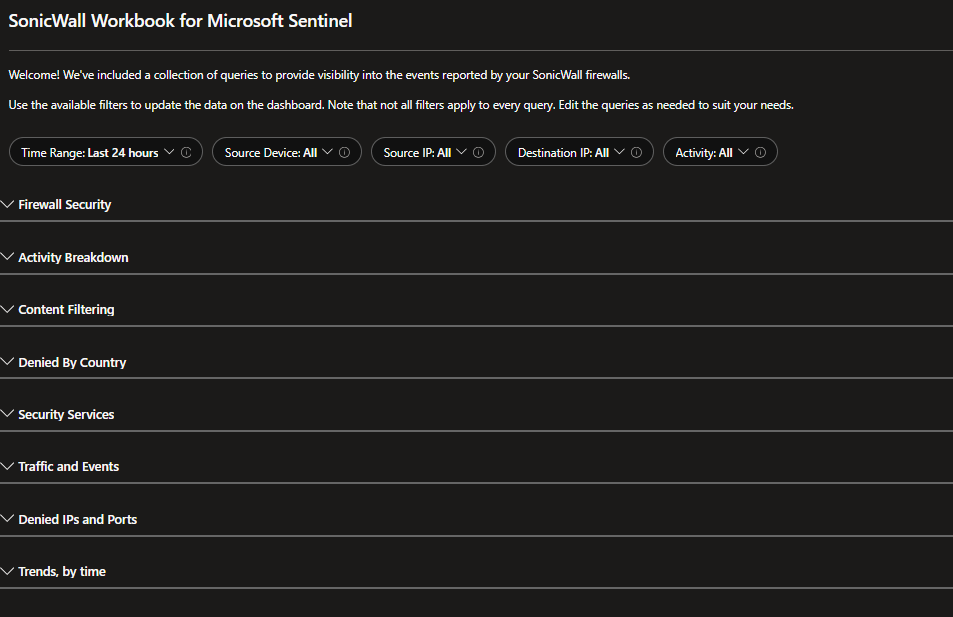 SonicWall Workbook for Microsoft Sentinel
Welcome! We've included a collection of queries to provide visibility into the events reported by your SonicWall firewalls.
Use the available filters to update the data on the dashboard. Note that not all filters apply to every query. Edit the queries as needed to suit your needs.
Time Range: Last 24 hours Source Device: All Source IP: All Destination IP: All Activity: All
Firewall Security
Activity Breakdown
Content Filtering
Denied By Country
Security Services
Traffic and Events
Denied IPs and Ports
Trends, by time